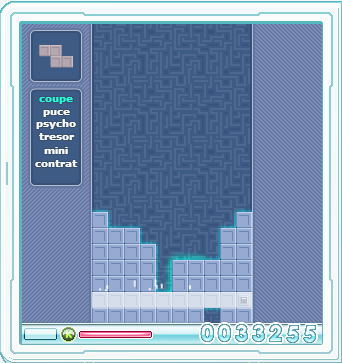 coupe
puce
psycho
tresor
mini
contrat
0033255